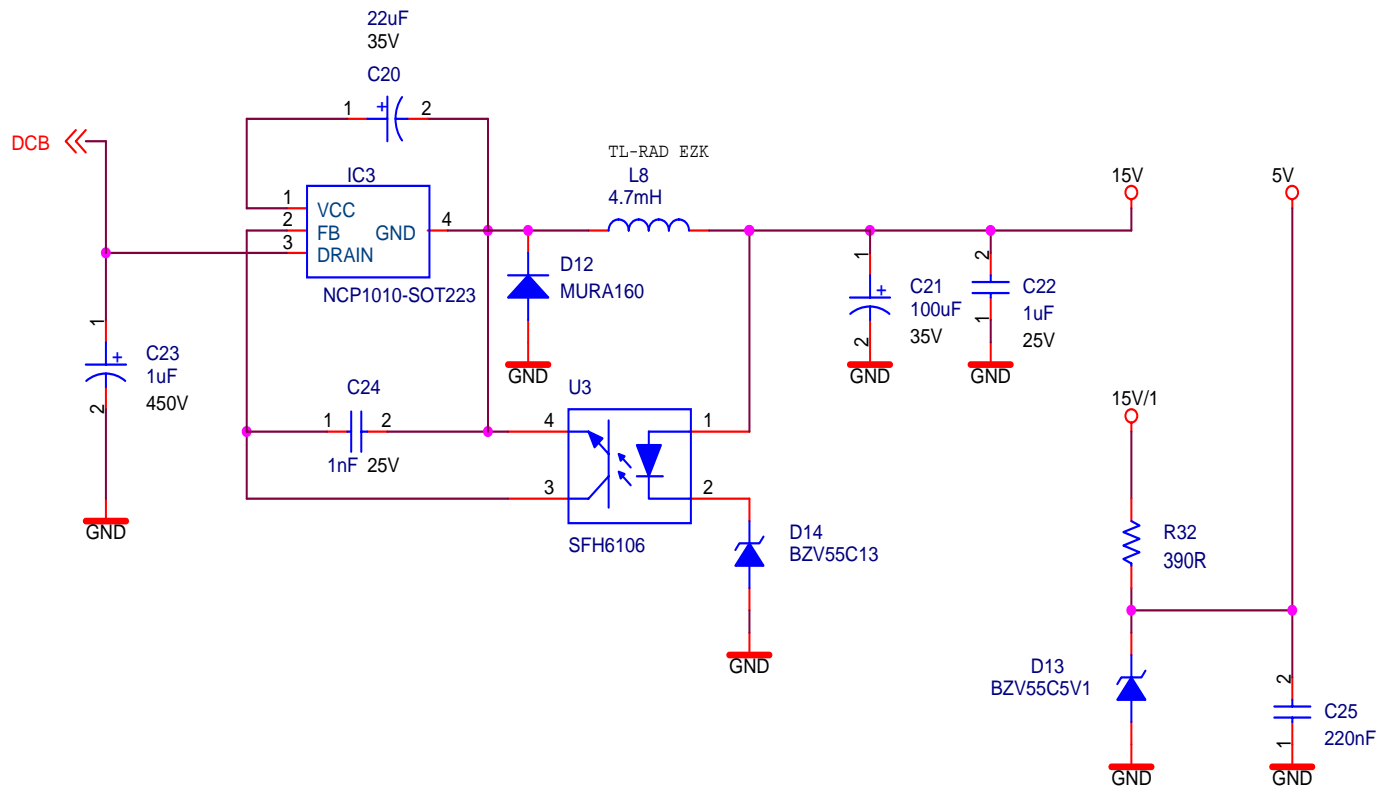 22uF
35V
C20
1
2
DCB
IC3
1
VCC
2
FB
GND
4
3
DRAIN
NCP1010-SOT223
TL-RAD EZK
L8
4.7mH
15V
5V
D12
MURA160
GND
1
C21
100uF
35V
2
2
C22
1uF
25V
1
GND
GND
1
C23
1uF
450V
2
GND
C24
1
2
1nF
25V
U3
4
1
3
2
SFH6106
D14
BZV55C13
GND
15V/1
R32
390R
D13
BZV55C5V1
GND
2
C25
220nF
1
GND